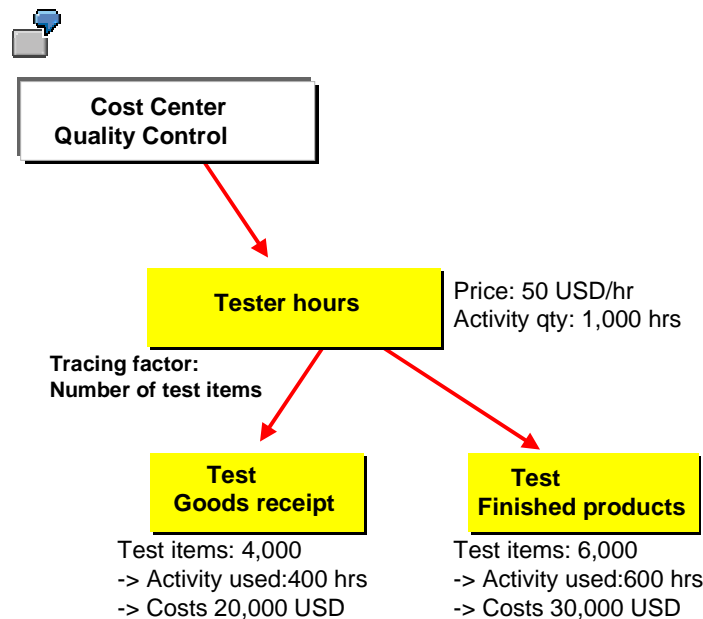 Cost Center
Quality Control
Tester hours
Price: 50 USD/hr
Activity qty: 1,000 hrs
Tracing factor:
Number of test items
Test
Goods receipt
Test items: 4,000
-> Activity used:400 hrs
-> Costs 20,000 USD
Test
Finished products
Test items: 6,000
-> Activity used:600 hrs
-> Costs 30,000 USD